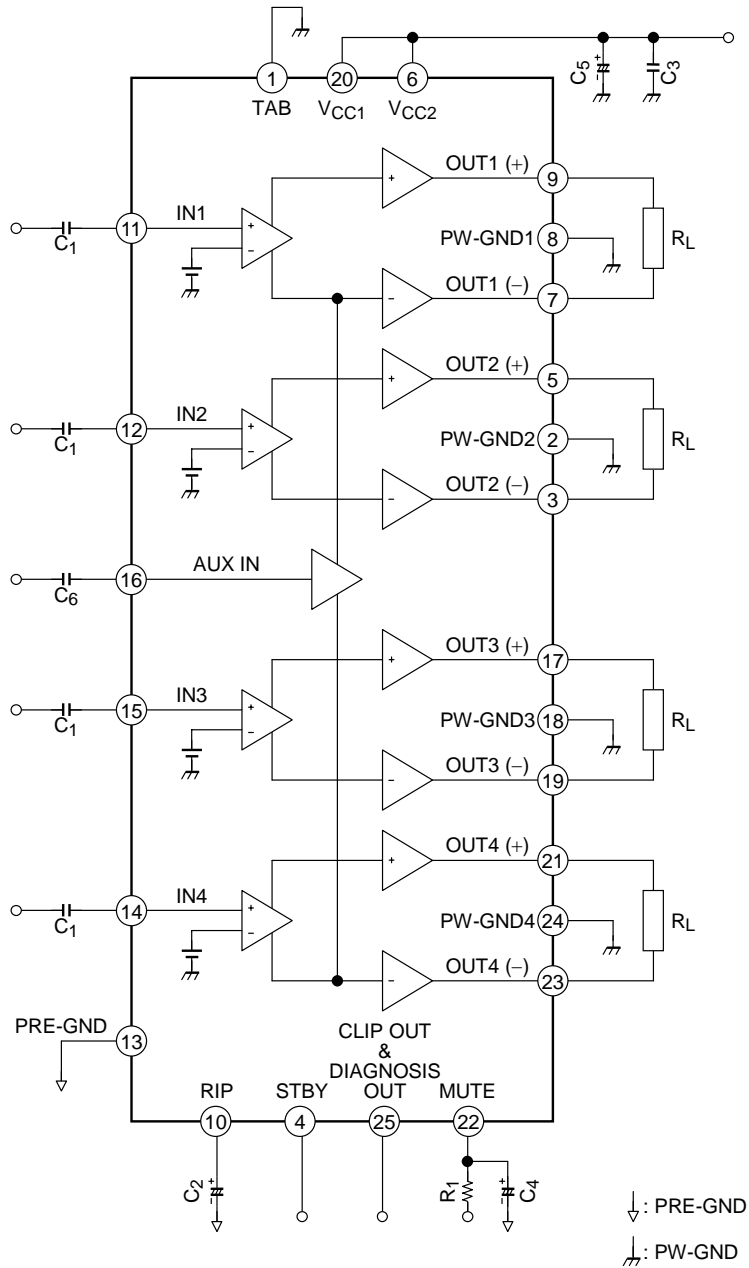 C5
- +
C3
1
20
6
TAB
VCC1
VCC2
OUT1 (+)
9
+
IN1
11
C1
+
−
PW-GND1
8
RL
OUT1 (−)
7
−
OUT2 (+)
5
+
IN2
12
C1
+
−
PW-GND2
2
RL
OUT2 (−)
3
−
AUX IN
16
C6
OUT3 (+)
17
+
IN3
15
C1
+
−
PW-GND3
18
RL
OUT3 (−)
19
−
OUT4 (+)
21
+
IN4
14
C1
+
−
PW-GND4
24
RL
OUT4 (−)
23
−
PRE-GND
13
CLIP OUT
&
DIAGNOSIS
RIP
STBY
OUT
MUTE
10
4
25
22
C2
- +
R1
- +
C4
: PRE-GND
: PW-GND